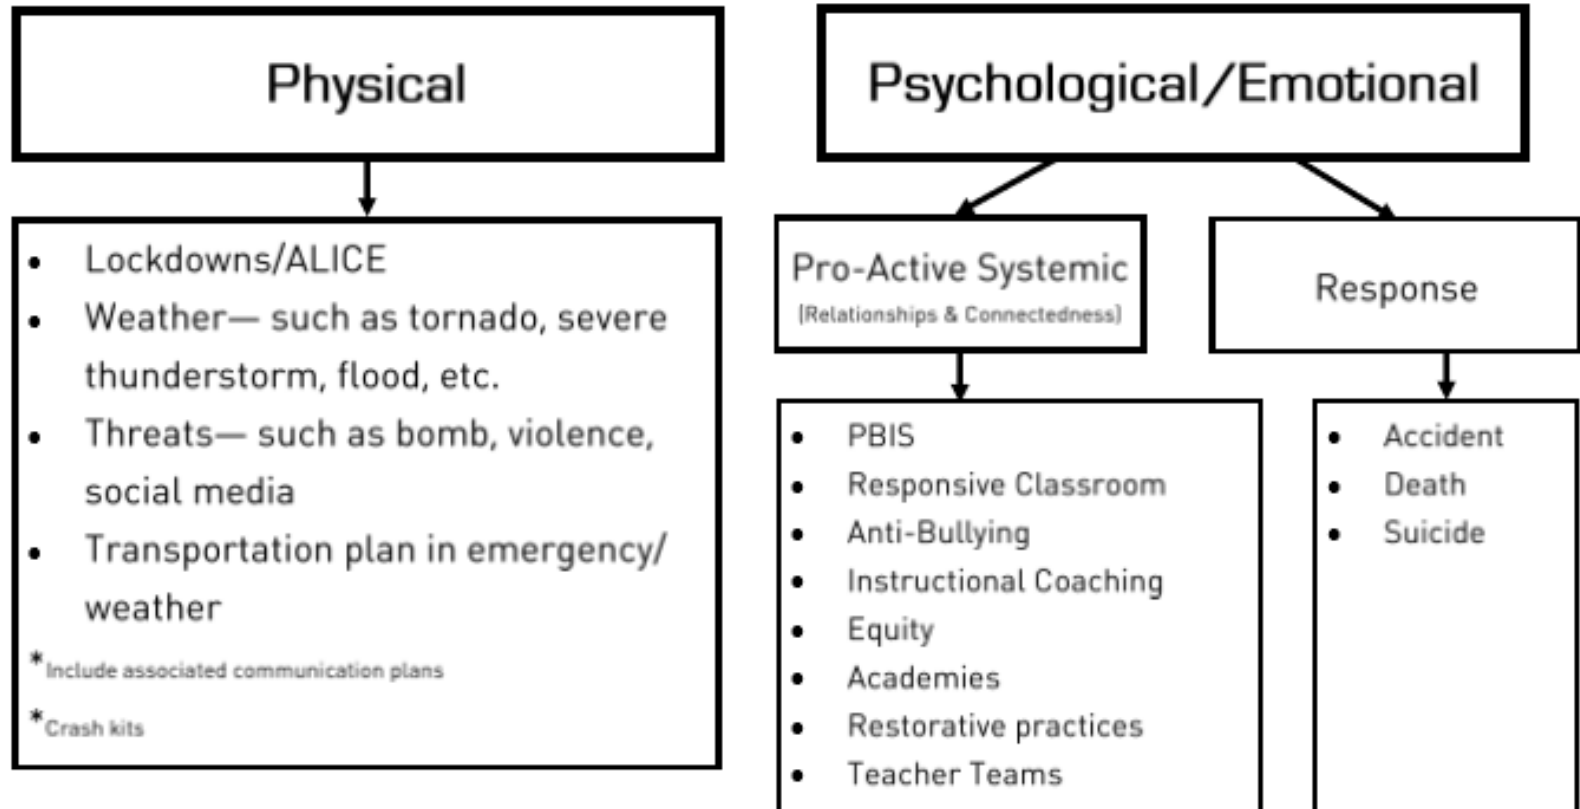 Physical
• Lockdowns/ALICE
• Weather— such as tornado, severe
thunderstorm, flood, etc.
• Threats— such as bomb, violence,
social media
• Transportation plan in emergency/
weather
*Include associated communication plans
*Crash kits
Psychological/Emotional
Pro-Active Systemic
(Relationships & Connectedness)
• PBIS
• Responsive Classroom
• Anti-Bullying
• Instructional Coaching
• Equity
• Academies
• Restorative practices
• Teacher Teams
Response
• Accident
• Death
• Suicide